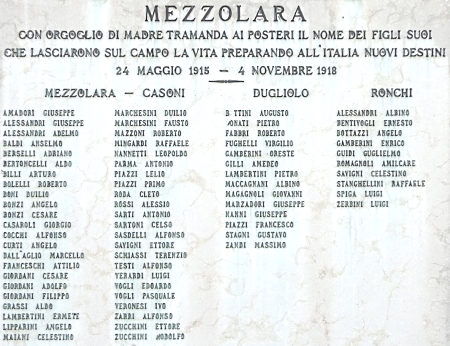 MEZZOLARA
CON ORGOGLIO DI MADRE TRAMANDA AI POSTERI IL NOME DEI FIGLI SUOI
CHE LASCIARONO SUL CAMPO LA VITA PREPARANDO ALL'ITALIA NUOVI DESTINI
24 MAGGIO 1915 — 4 NOVEMBRE 1918
MEZZOLARA — CASONI
AMADORI GIUSEPPE
ALESSANDRI GIUSEPPE
ALESSANDRI ADELMO
BALDI ANSELMO
BERSELLI ADRIANO
BERTONCELLI ALDO
BILLI ARTURO
BOLELLI ROBERTO
BONI DUILIO
BONZI ANGELO
BONZI CESARE
CASAROLI GIORGIO
COCCHI ALFONSO
CURTI ANGELO
DALL'AGLIO MARCELLO
FRANCESCHI ATTILIO
GIORDANI CESARE
GIORDANI ADOLFO
GIORDANI FILIPPO
GRASSI ALDO
LAMBERTINI ERMETE
LIPPARINI ANGELO
MAIANI CELESTINO
MARCHESINI DUILIO
MARCHESINI FAUSTO
MAZZONI ROBERTO
MINGARDI RAFFAELE
NANNETTI LEOPOLDO
PARMA ANTONIO
PIAZZI LELIO
PIAZZI PRIMO
RODA CLETO
ROSSI ALESSIO
SARTI ANTONIO
SARTONI CELSO
SASDELLI ALFONSO
SAVIGNI ETTORE
SCHIASSI TERENZIO
TESTI ALFONSO
VERARDI LUIGI
VOGLI EDOARDO
VOGLI PASQUALE
VERONESI IVO
ZARDI ALFONSO
ZUCCHINI ETTORE
ZUCCHINI RODOLFO
DUGLIOLO
B TTINI AUGUSTO
DONATI PIETRO
FABBRI ROBERTO
FUGHELLI VIRGILIO
GAMBERINI ORESTE
GILLI AMEDEO
LAMBERTINI PIETRO
MACCAGNANI ALBINO
MAGAGNOLI GIOVANNI
MARZADORI GIUSEPPE
NANNI GIUSEPPE
PIAZZI FRANCESCO
STAGNI GUSTAVO
ZANDI MASSIMO
RONCHI
ALESSANDRI ALBINO
BENTIVOGLI ERNESTO
BOTTAZZI ANGELO
GAMBERINI ENRICO
GUIDI GUGLIELMO
ROMAGNOLI AMILCARE
SAVIGNI CELESTINO
STANGHELLINI RAFFAELE
SPIGA LUIGI
ZERBINI LUIGI